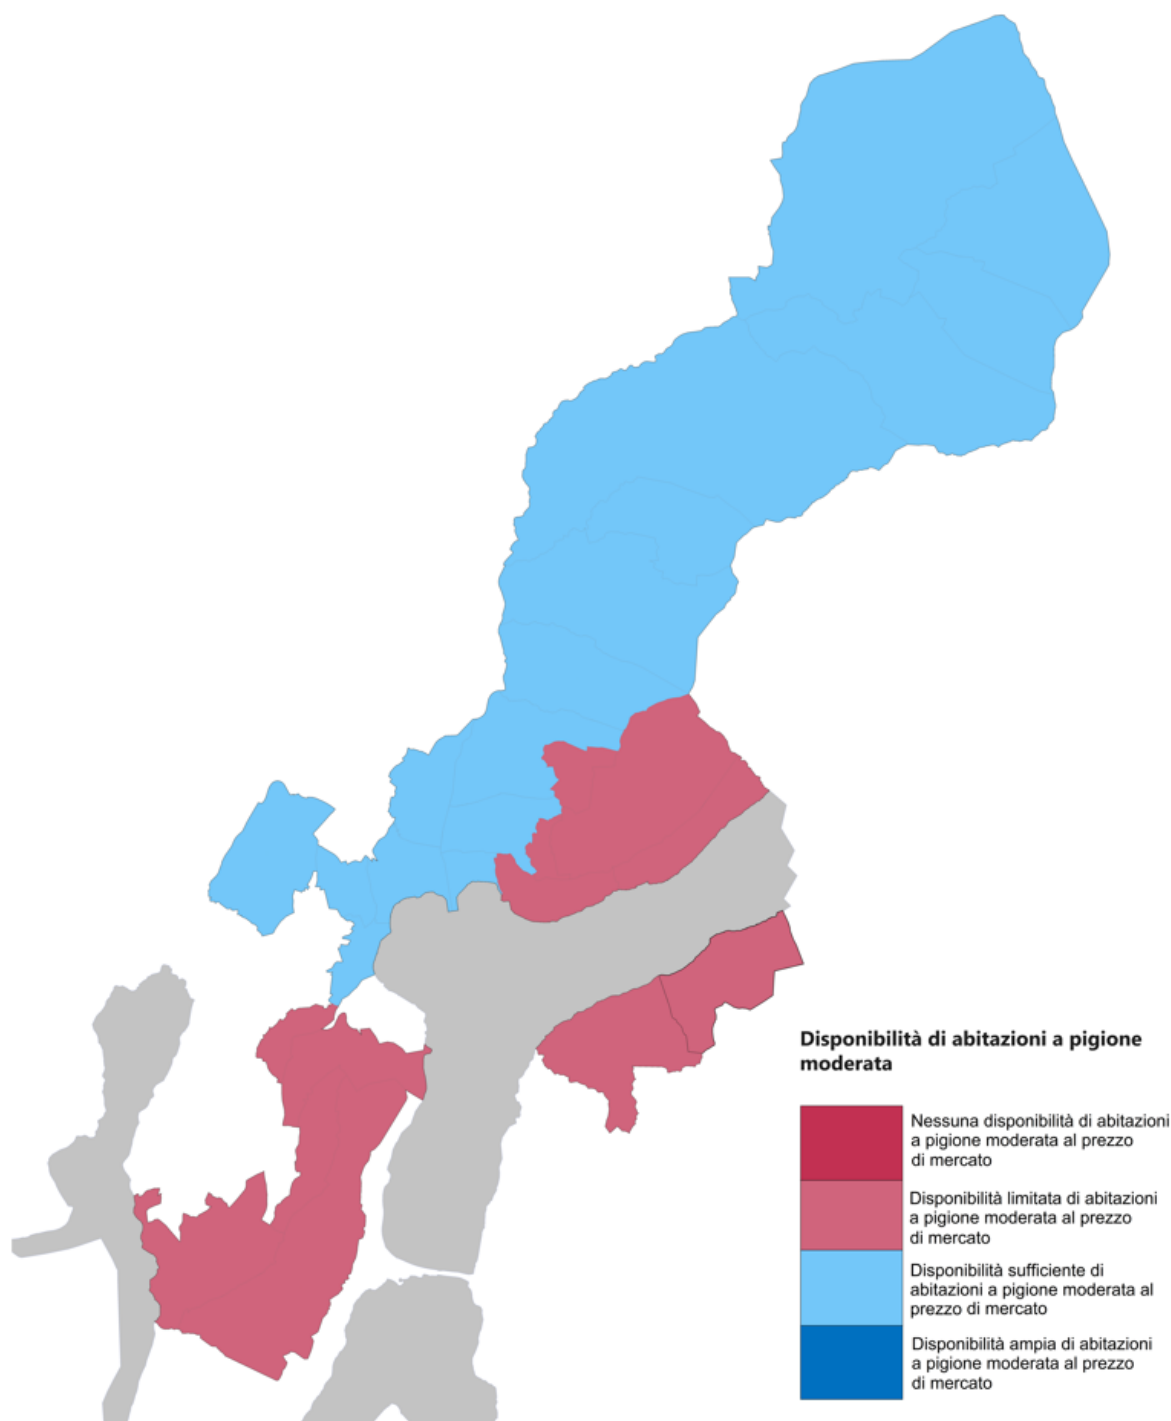 Disponibilità di abitazioni a pigione
moderata
Nessuna disponibilità di abitazioni
a pigione moderata al prezzo
di mercato
Disponibilità limitata di abitazioni
a pigione moderata al prezzo
di mercato
Disponibilità sufficiente di
abitazioni a pigione moderata al
prezzo di mercato
Disponibilità ampia di abitazioni
a pigione moderata al prezzo
di mercato